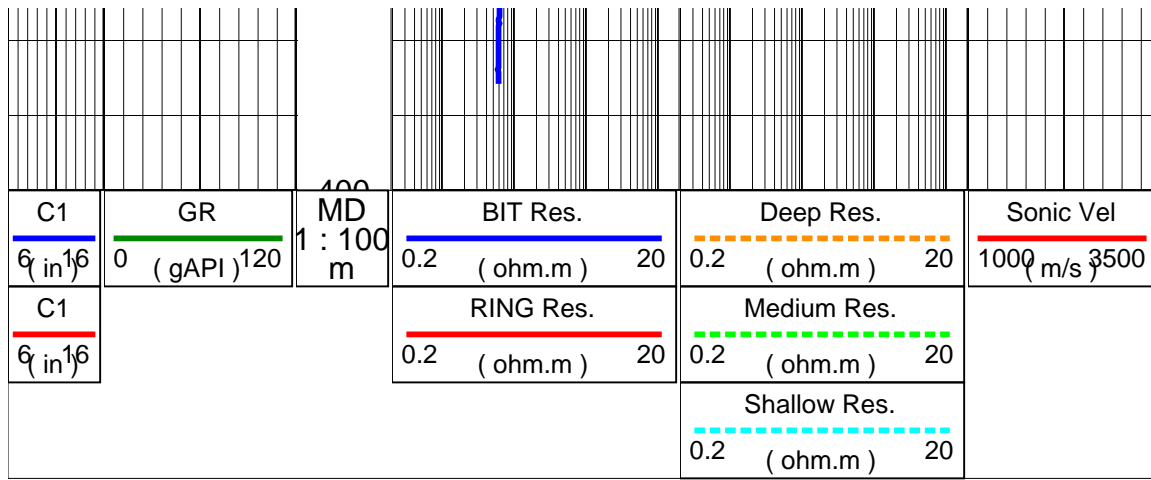 400
C1
6 ( in ) 16
GR
0 ( gAPI ) 120
MD
1 : 100
m
BIT Res.
0.2 ( ohm.m ) 20
Deep Res.
0.2 ( ohm.m ) 20
Sonic Vel
1000 ( m/s ) 3500
C1
6 ( in ) 16
RING Res.
0.2 ( ohm.m ) 20
Medium Res.
0.2 ( ohm.m ) 20
Shallow Res.
0.2 ( ohm.m ) 20